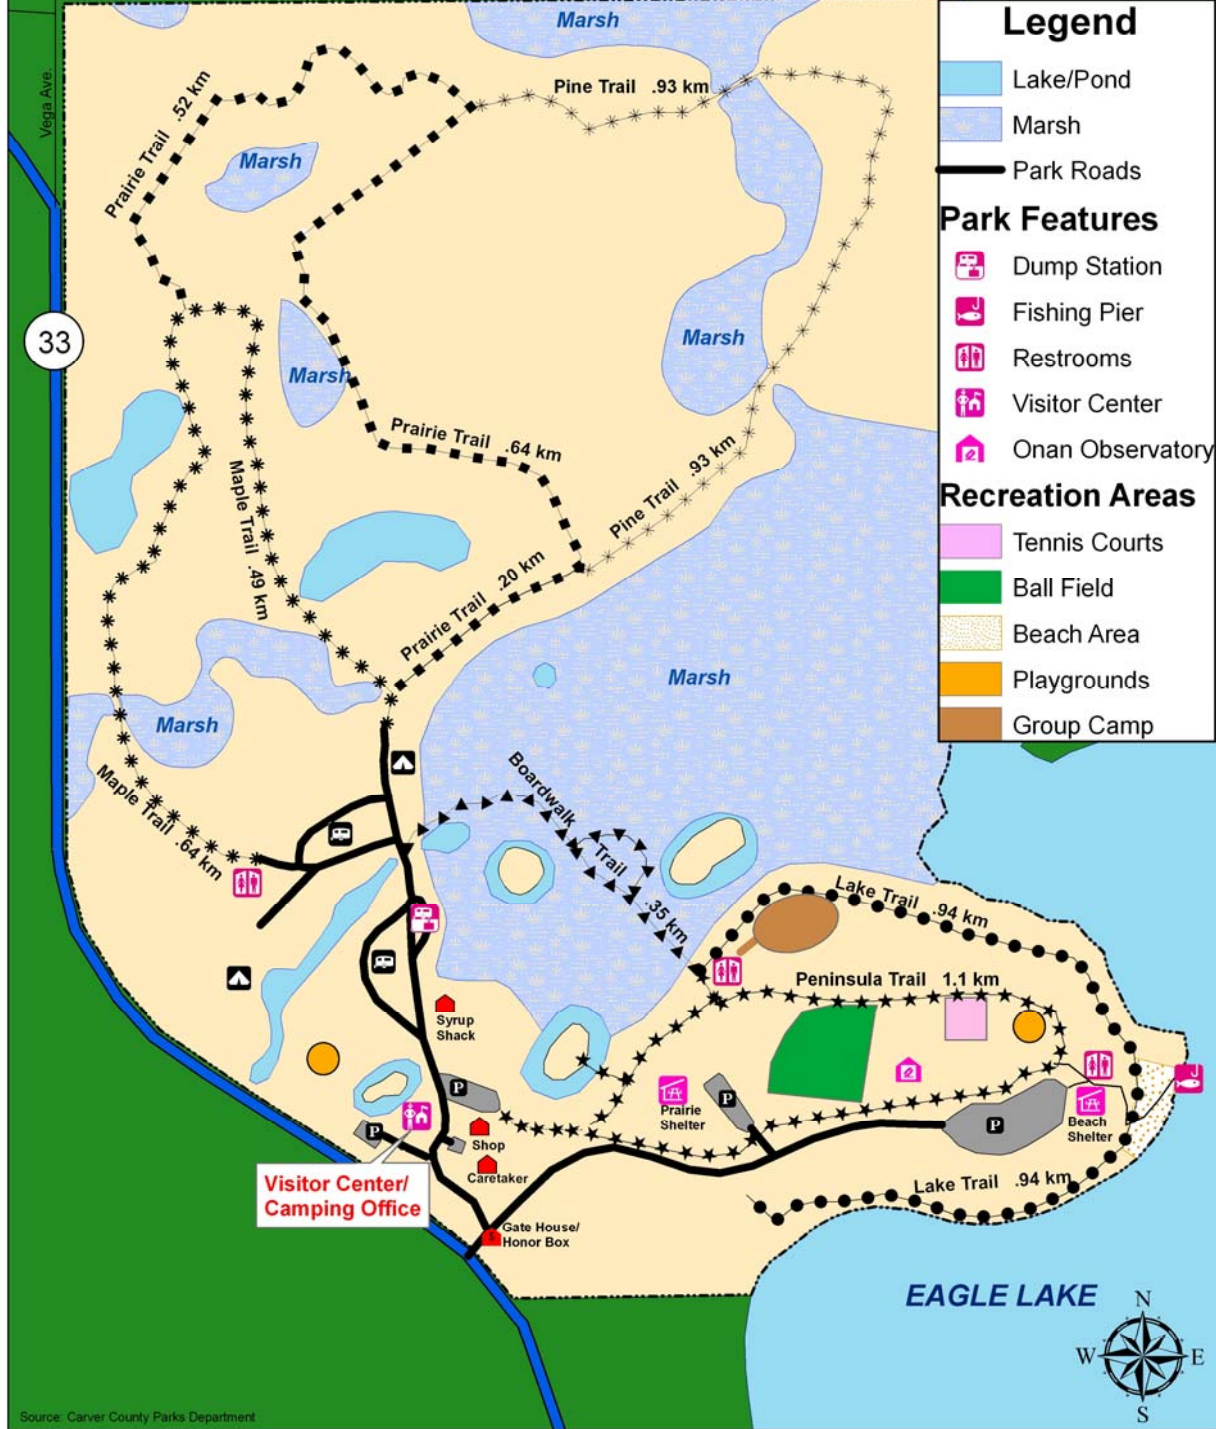 Marsh
Legend
Lake/Pond
Marsh
Park Roads
Park Features
Dump Station
Fishing Pier
Restrooms
Visitor Center
Onan Observatory
Recreation Areas
Tennis Courts
Ball Field
Beach Area
Playgrounds
Group Camp
Vega Ave.
Prairie Trail .52 km
Pine Trail .93 km
Marsh
33
Marsh
Marsh
Prairie Trail .64 km
Pine Trail .93 km
Maple Trail .49 km
Prairie Trail .20 km
Marsh
Marsh
Maple Trail .64 km
Boardwalk
Trail .35 km
Lake Trail .94 km
Peninsula Trail 1.1 km
Syrup
Shack
P
P
P
P
Prairie
Shelter
Beach
Shelter
Shop
Caretaker
Visitor Center/
Camping Office
Lake Trail .94 km
Gate House/
Honor Box
EAGLE LAKE
N
W
E
S
Source: Carver County Parks Department